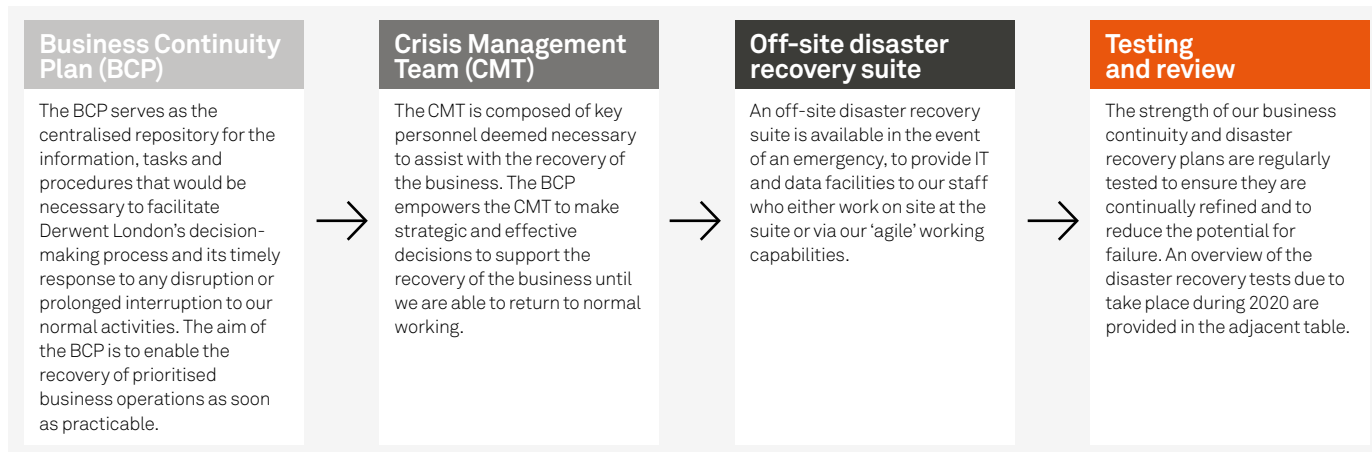 Business Continuity
Plan (BCP)
The BCP serves as the
centralised repository for the
information, tasks and
procedures that would be
necessary to facilitate
Derwent London’s decision-
making process and its timely
response to any disruption or
prolonged interruption to our
normal activities. The aim of
the BCP is to enable the
recovery of prioritised
business operations as soon
as practicable.
Crisis Management
Team (CMT)
The CMT is composed of key
personnel deemed necessary
to assist with the recovery of
the business. The BCP
empowers the CMT to make
strategic and effective
decisions to support the
recovery of the business until
we are able to return to normal
working.
Off-site disaster
recovery suite
An off-site disaster recovery
suite is available in the event
of an emergency, to provide IT
and data facilities to our staff
who either work on site at the
suite or via our ‘agile’ working
capabilities.
Testing
and review
The strength of our business
continuity and disaster
recovery plans are regularly
tested to ensure they are
continually refined and to
reduce the potential for
failure. An overview of the
disaster recovery tests due to
take place during 2020 are
provided in the adjacent table.